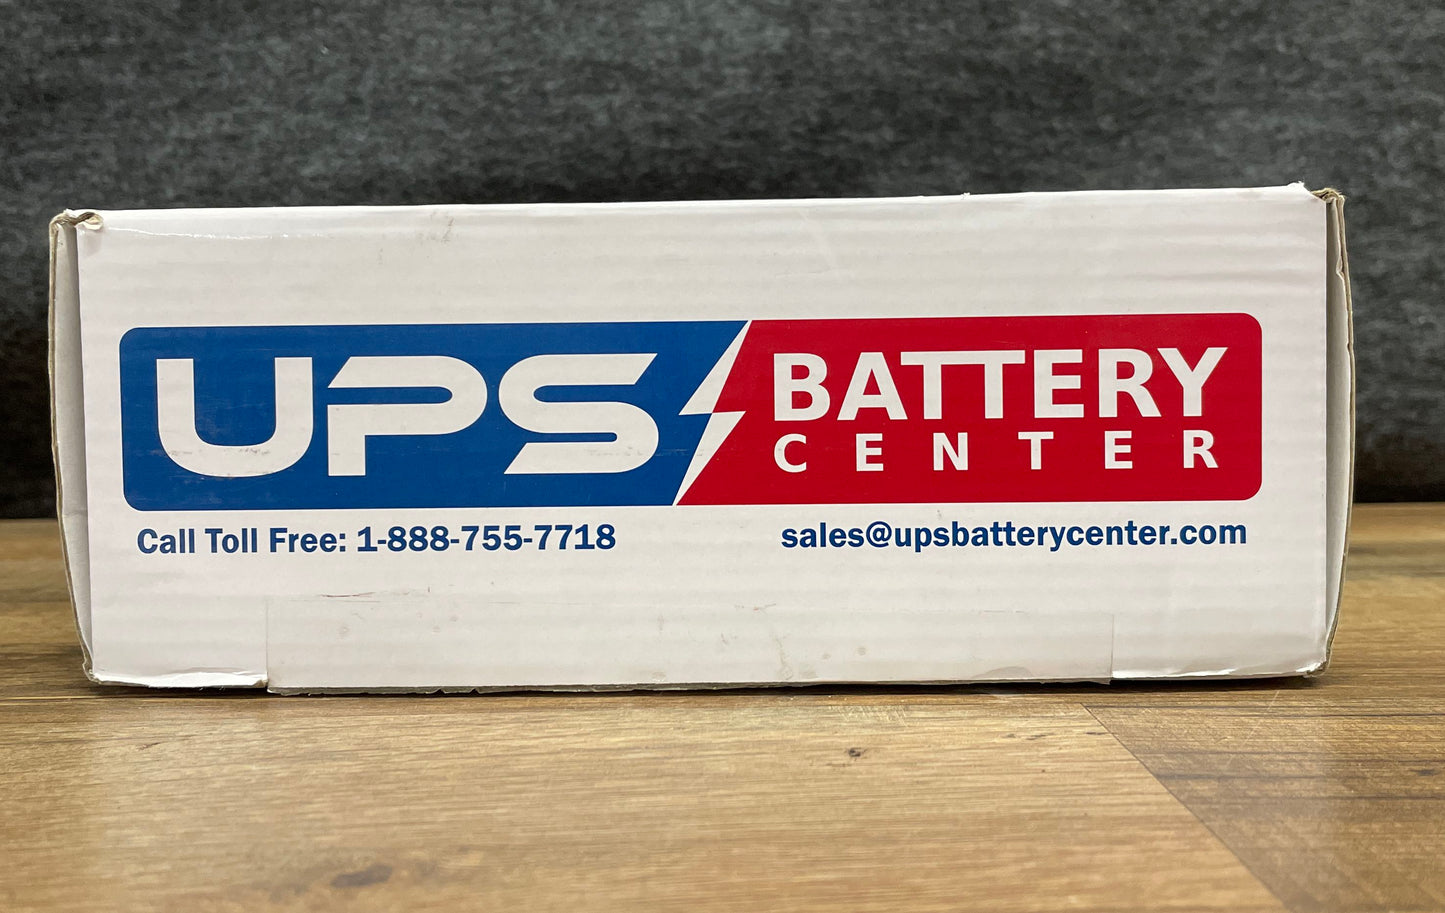 UPS BATTERY
CENTER
Call Toll Free: 1-888-755-7718
sales@upsbatterycenter.com